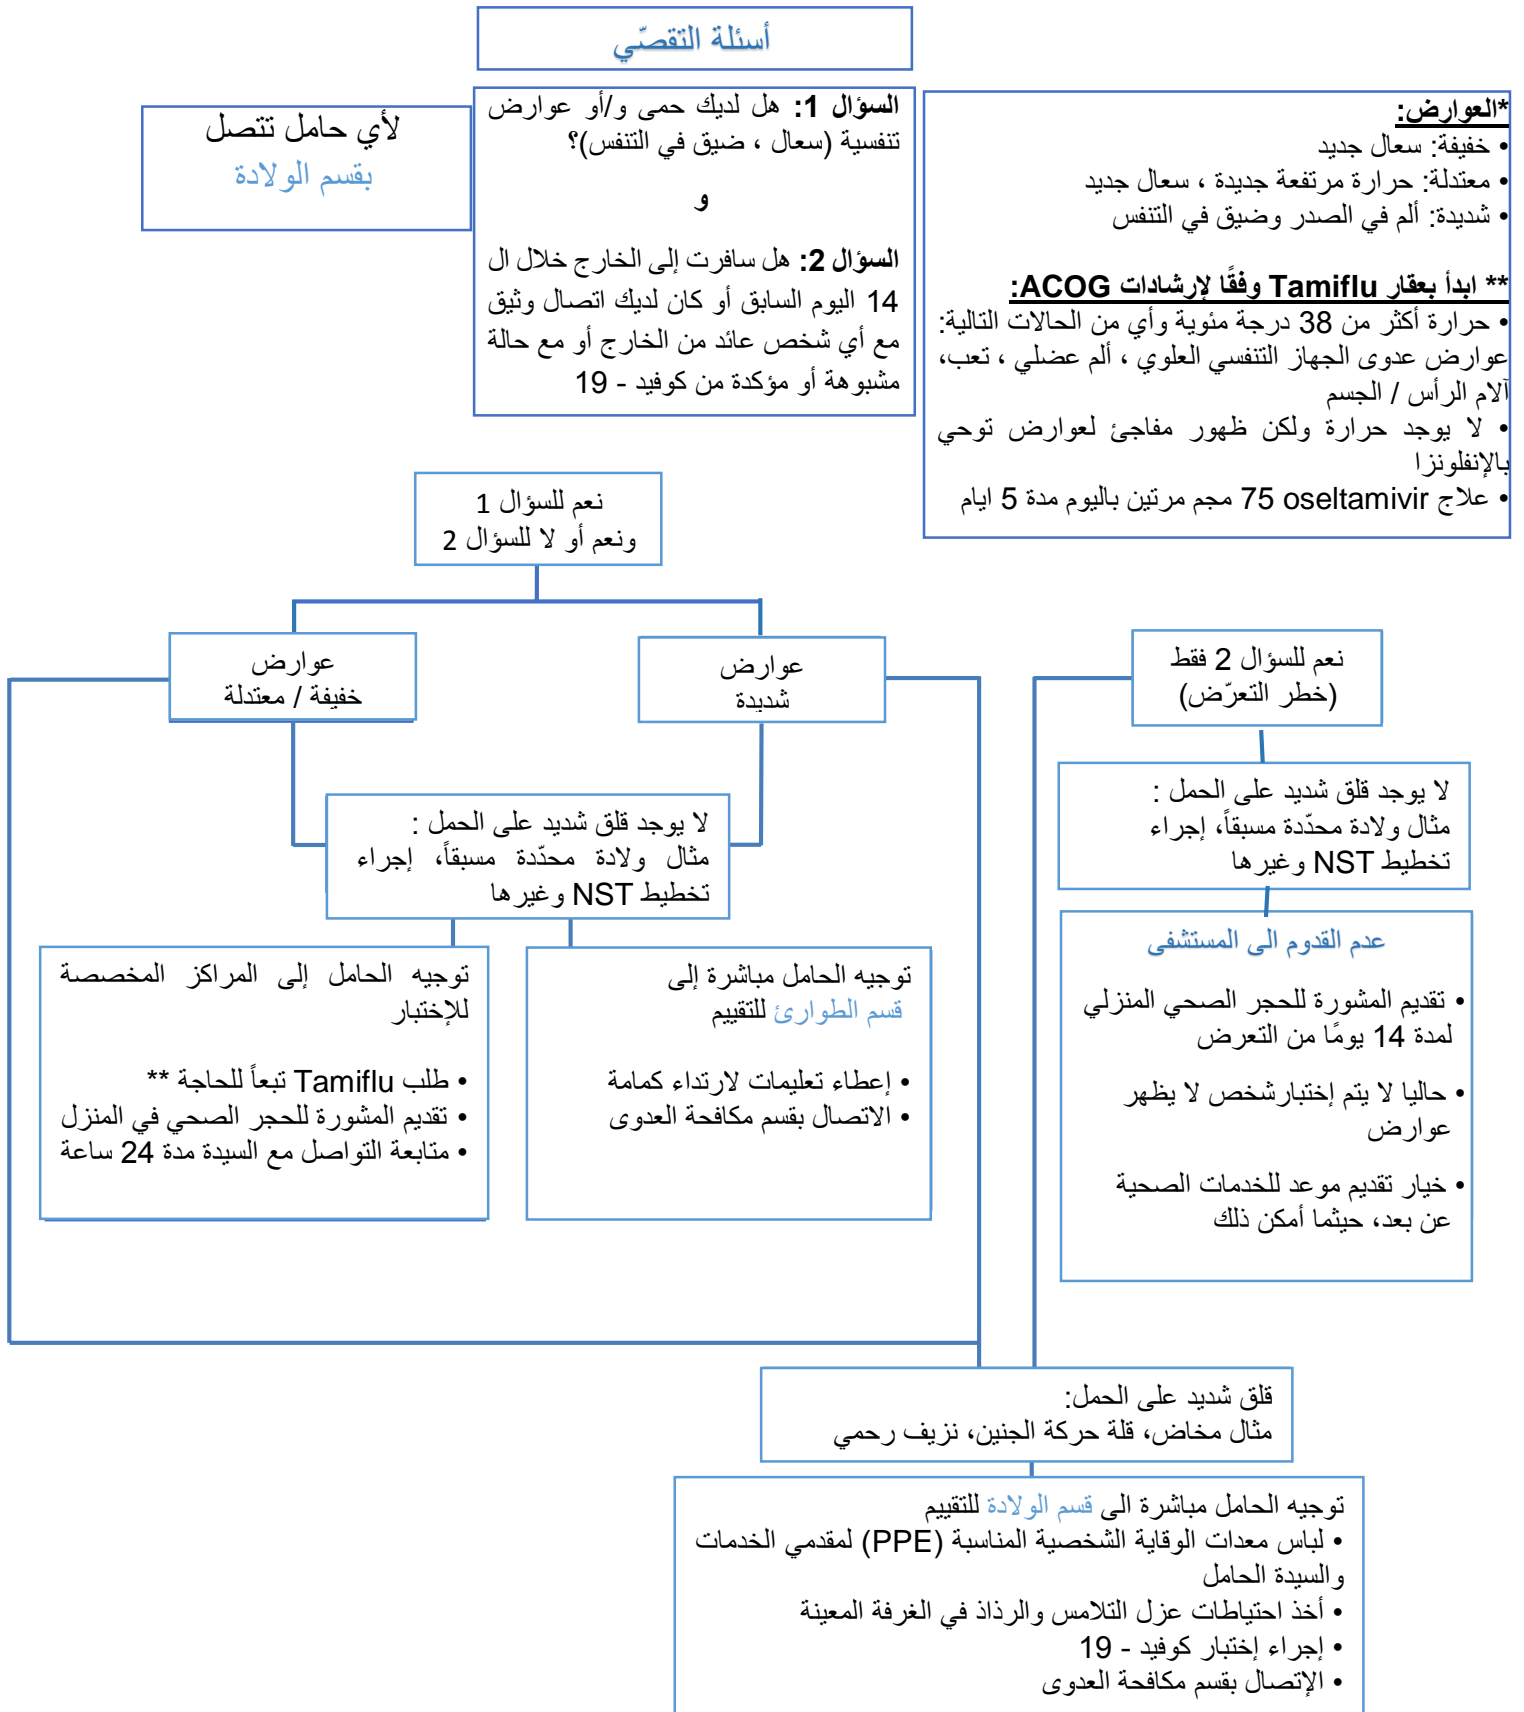 أسئلة التقصّي
لأي حامل تتصل
بقسم الولادة
السؤال 1: هل لديك حمى و/أو عوارض
تنفسية (سعال ، ضيق في التنفس)؟
و
السؤال 2: هل سافرت إلى الخارج خلال ال
14 اليوم السابق أو كان لديك اتصال وثيق
مع أي شخص عائد من الخارج أو مع حالة
مشبوهة أو مؤكدة من كوفيد - 19
*العوارض:
• خفيفة: سعال جديد
• معتدلة: حرارة مرتفعة جديدة ، سعال جديد
• شديدة: ألم في الصدر وضيق في التنفس
** ابدأ بعقار Tamiflu وفقًا لإرشادات ACOG:
• حرارة أكثر من 38 درجة مئوية وأي من الحالات التالية:
عوارض عدوى الجهاز التنفسي العلوي ، ألم عضلي ، تعب،
آلام الرأس / الجسم
• لا يوجد حرارة ولكن ظهور مفاجئ لعوارض توحي
بالإنفلونزا
• علاج oseltamivir 75 مجم مرتين باليوم مدة 5 ايام
نعم للسؤال 1
ونعم أو لا للسؤال 2
عوارض
خفيفة / معتدلة
عوارض
شديدة
نعم للسؤال 2 فقط
(خطر التعرّض)
لا يوجد قلق شديد على الحمل :
مثال ولادة محدّدة مسبقاً، إجراء
تخطيط NST وغيرها
لا يوجد قلق شديد على الحمل :
مثال ولادة محدّدة مسبقاً، إجراء
تخطيط NST وغيرها
توجيه الحامل إلى المراكز المخصصة
للإختبار
• طلب Tamiflu تبعاً للحاجة **
• تقديم المشورة للحجر الصحي في المنزل
• متابعة التواصل مع السيدة مدة 24 ساعة
توجيه الحامل مباشرة إلى
قسم الطوارئ للتقييم
• إعطاء تعليمات لارتداء كمامة
• الاتصال بقسم مكافحة العدوى
عدم القدوم الى المستشفى
• تقديم المشورة للحجر الصحي المنزلي
لمدة 14 يومًا من التعرض
• حاليا لا يتم إختبارشخص لا يظهر
عوارض
• خيار تقديم موعد للخدمات الصحية
عن بعد، حيثما أمكن ذلك
قلق شديد على الحمل:
مثال مخاض، قلة حركة الجنين، نزيف رحمي
توجيه الحامل مباشرة الى قسم الولادة للتقييم
• لباس معدات الوقاية الشخصية المناسبة (PPE) لمقدمي الخدمات
والسيدة الحامل
• أخذ احتياطات عزل التلامس والرذاذ في الغرفة المعينة
• إجراء إختبار كوفيد - 19
• الإتصال بقسم مكافحة العدوى